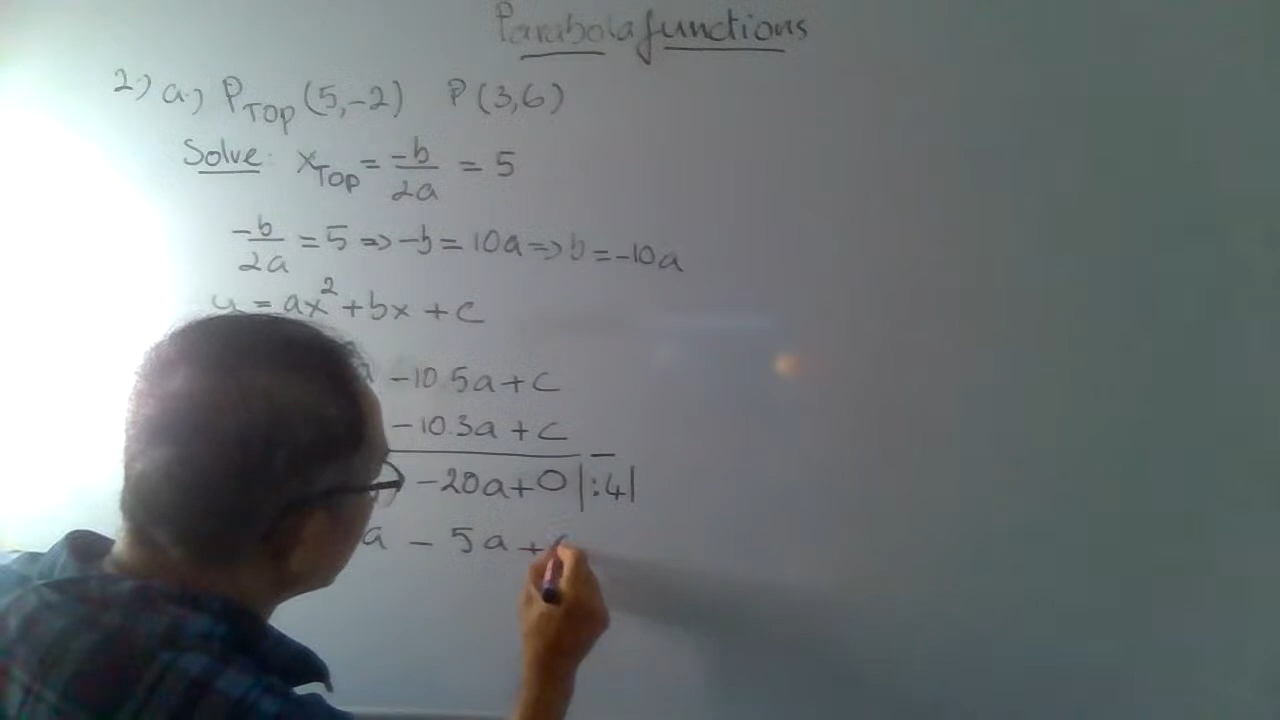 Parabola functions
2) a.) P_TOP (5,-2) P(3,6)
Solve: x_TOP = -b/2a = 5
-b/2a = 5 => -b = 10a => b = -10a
y = ax² + bx + c
-10.5a + c
-10.3a + c
-20a + 0 |:4|
a - 5a +